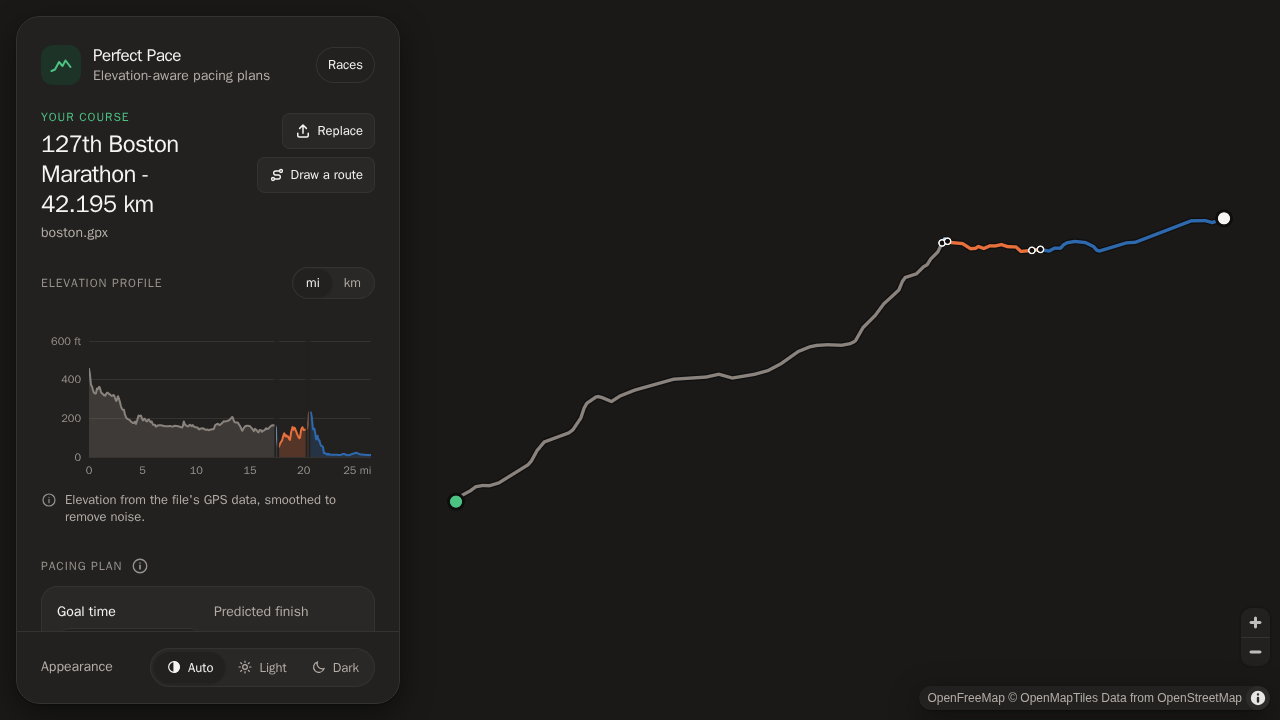 Perfect Pace
Elevation-aware pacing plans
Races
YOUR COURSE
127th Boston
Marathon -
42.195 km
boston.gpx
Replace
Draw a route
ELEVATION PROFILE
mi
km
600 ft
400
200
0
0
5
10
15
20
25 mi
Elevation from the file's GPS data, smoothed to
remove noise.
PACING PLAN
Goal time
Predicted finish
Appearance
Auto
Light
Dark
OpenFreeMap © OpenMapTiles Data from OpenStreetMap